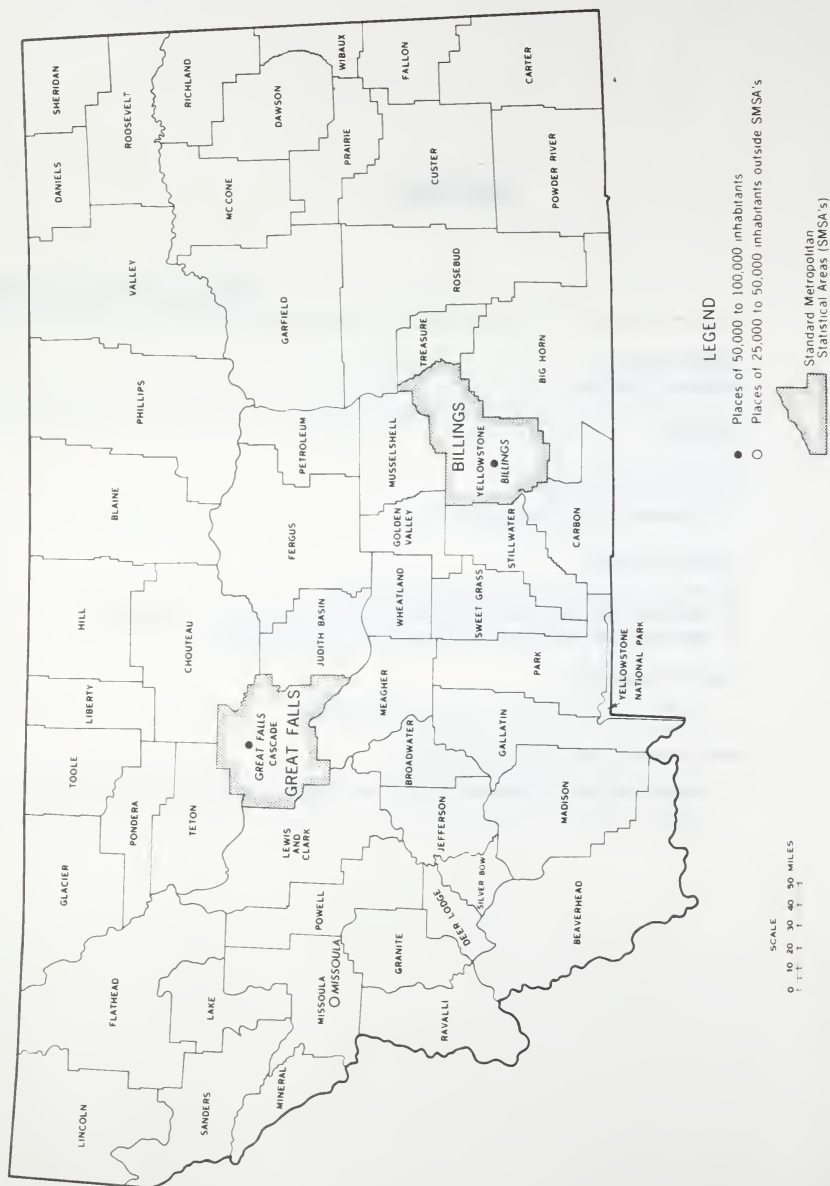 LINCOLN
FLATHEAD
GLACIER
TOOLE
LIBERTY
HILL
BLAINE
PHILLIPS
VALLEY
DANIELS
SHERIDAN
ROOSEVELT
SANDERS
LAKE
PONDERA
TETON
CHOUTEAU
RICHLAND
MC CONE
DAWSON
WIBAUX
GARFIELD
PRAIRIE
PETROLEUM
FERGUS
JUDITH BASIN
GREAT FALLS
CASCADE
GREAT FALLS
LEWIS
AND
CLARK
POWELL
MISSOULA
MISSOULA
MINERAL
RAVALLI
GRANITE
DEER LODGE
SILVER BOW
JEFFERSON
BROADWATER
MEAGHER
WHEATLAND
GOLDEN
VALLEY
MUSSELSHELL
TREASURE
ROSEBUD
CUSTER
FALLON
CARTER
POWDER RIVER
BIG HORN
BILLINGS
YELLOWSTONE
BILLINGS
STILLWATER
CARBON
SWEET GRASS
PARK
GALLATIN
MADISON
BEAVERHEAD
YELLOWSTONE
NATIONAL PARK
LEGEND
Places of 50,000 to 100,000 inhabitants
Places of 25,000 to 50,000 inhabitants outside SMSA's
Standard Metropolitan
Statistical Areas (SMSA's)
SCALE
0 10 20 30 40 50 MILES